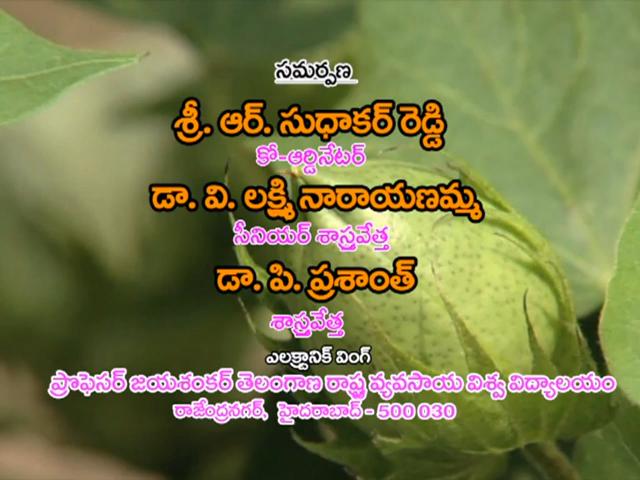 సమర్పణ
శ్రీ. ఆర్. సుధాకర్ రెడ్డి
కో-ఆర్డినేటర్
డా. వి. లక్ష్మి నారాయణమ్మ
సీనియర్ శాస్త్రవేత్త
డా. పి. ప్రశాంత్
శాస్త్రవేత్త
ఎలక్ట్రానిక్ వింగ్
ప్రొఫెసర్ జయశంకర్ తెలంగాణ రాష్ట్ర వ్యవసాయ విశ్వ విద్యాలయం
రాజేంద్రనగర్, హైదరాబాద్ - 500 030